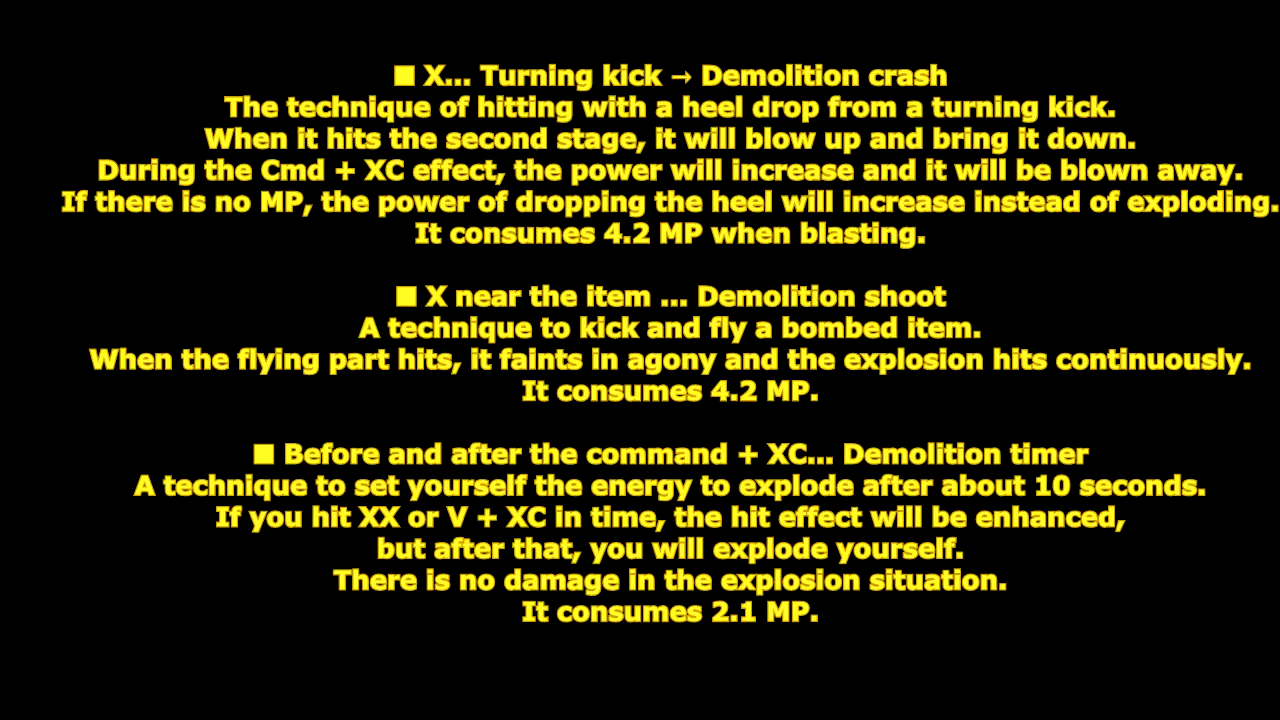 ■ X... Turning kick → Demolition crash
The technique of hitting with a heel drop from a turning kick.
When it hits the second stage, it will blow up and bring it down.
During the Cmd + XC effect, the power will increase and it will be blown away.
If there is no MP, the power of dropping the heel will increase instead of exploding.
It consumes 4.2 MP when blasting.
■ X near the item ... Demolition shoot
A technique to kick and fly a bombed item.
When the flying part hits, it faints in agony and the explosion hits continuously.
It consumes 4.2 MP.
■ Before and after the command + XC... Demolition timer
A technique to set yourself the energy to explode after about 10 seconds.
If you hit XX or V + XC in time, the hit effect will be enhanced,
but after that, you will explode yourself.
There is no damage in the explosion situation.
It consumes 2.1 MP.